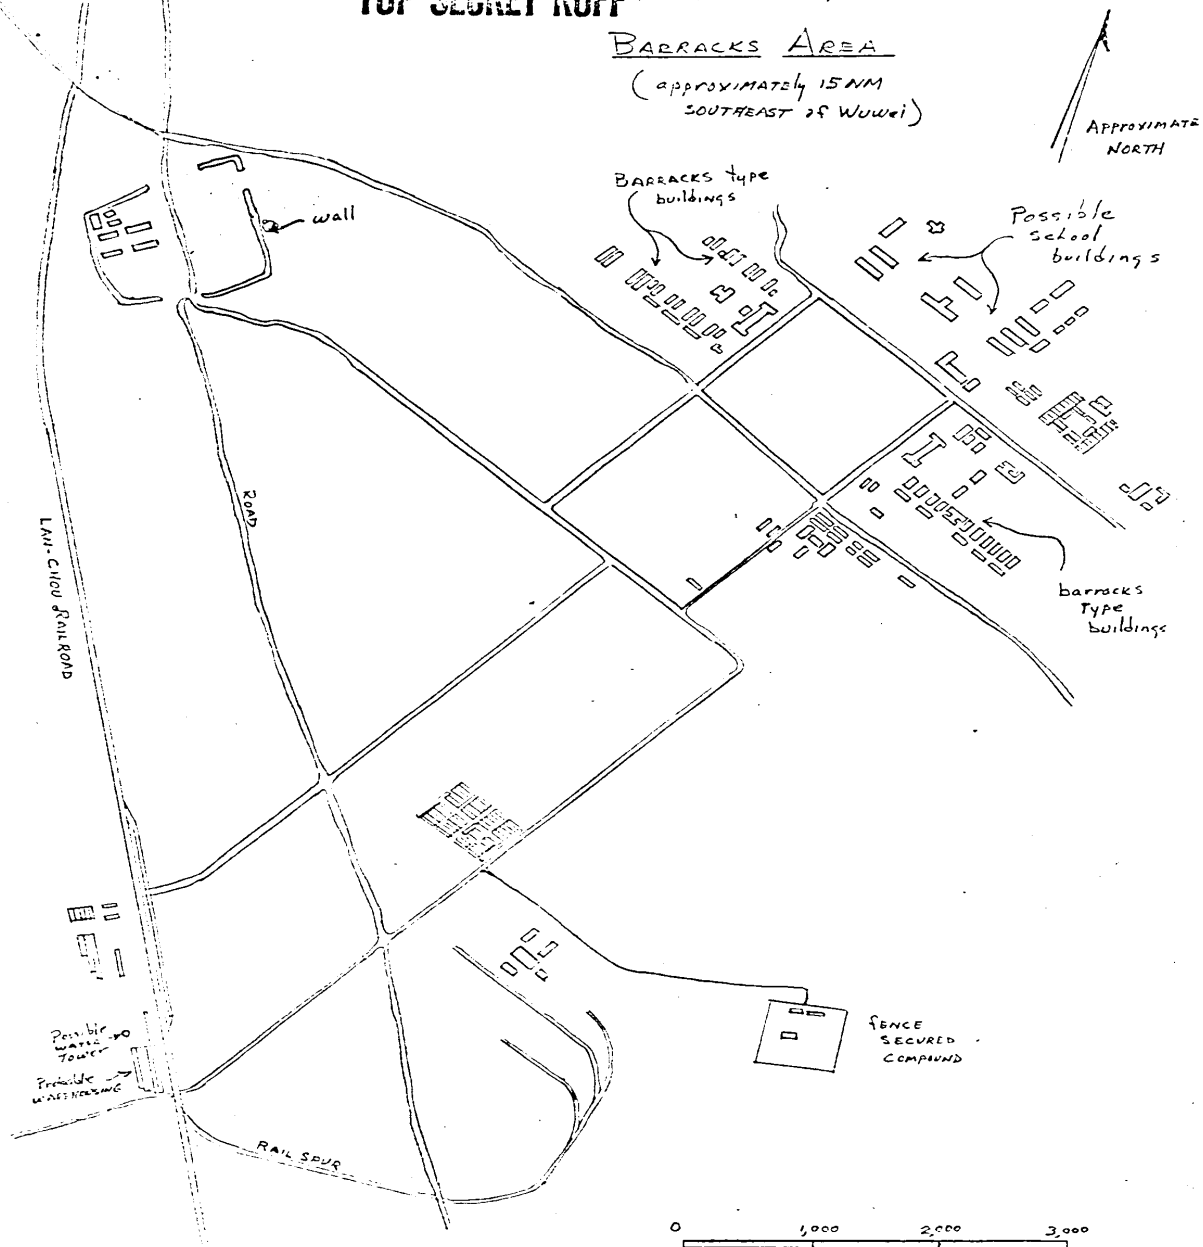 TOP SECRET RUFF
BARRACKS AREA
(approximately 15 NM
SOUTHEAST of Wuwei)
APPROXIMATE
NORTH
BARRACKS type
buildings
Possible
school
buildings
wall
ROAD
LAN-CHOU RAILROAD
barracks
type
buildings
Possible
WATER
TOWER
WAREHOUSING
FENCE
SECURED
COMPOUND
RAIL SPUR
0 1,000 2,000 3,000